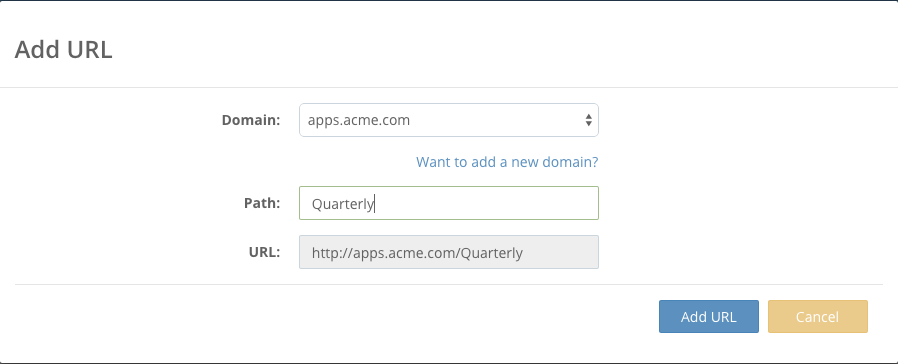 Add URL
Domain: apps.acme.com
Want to add a new domain?
Path: Quarterly
URL: http://apps.acme.com/Quarterly
Add URL Cancel